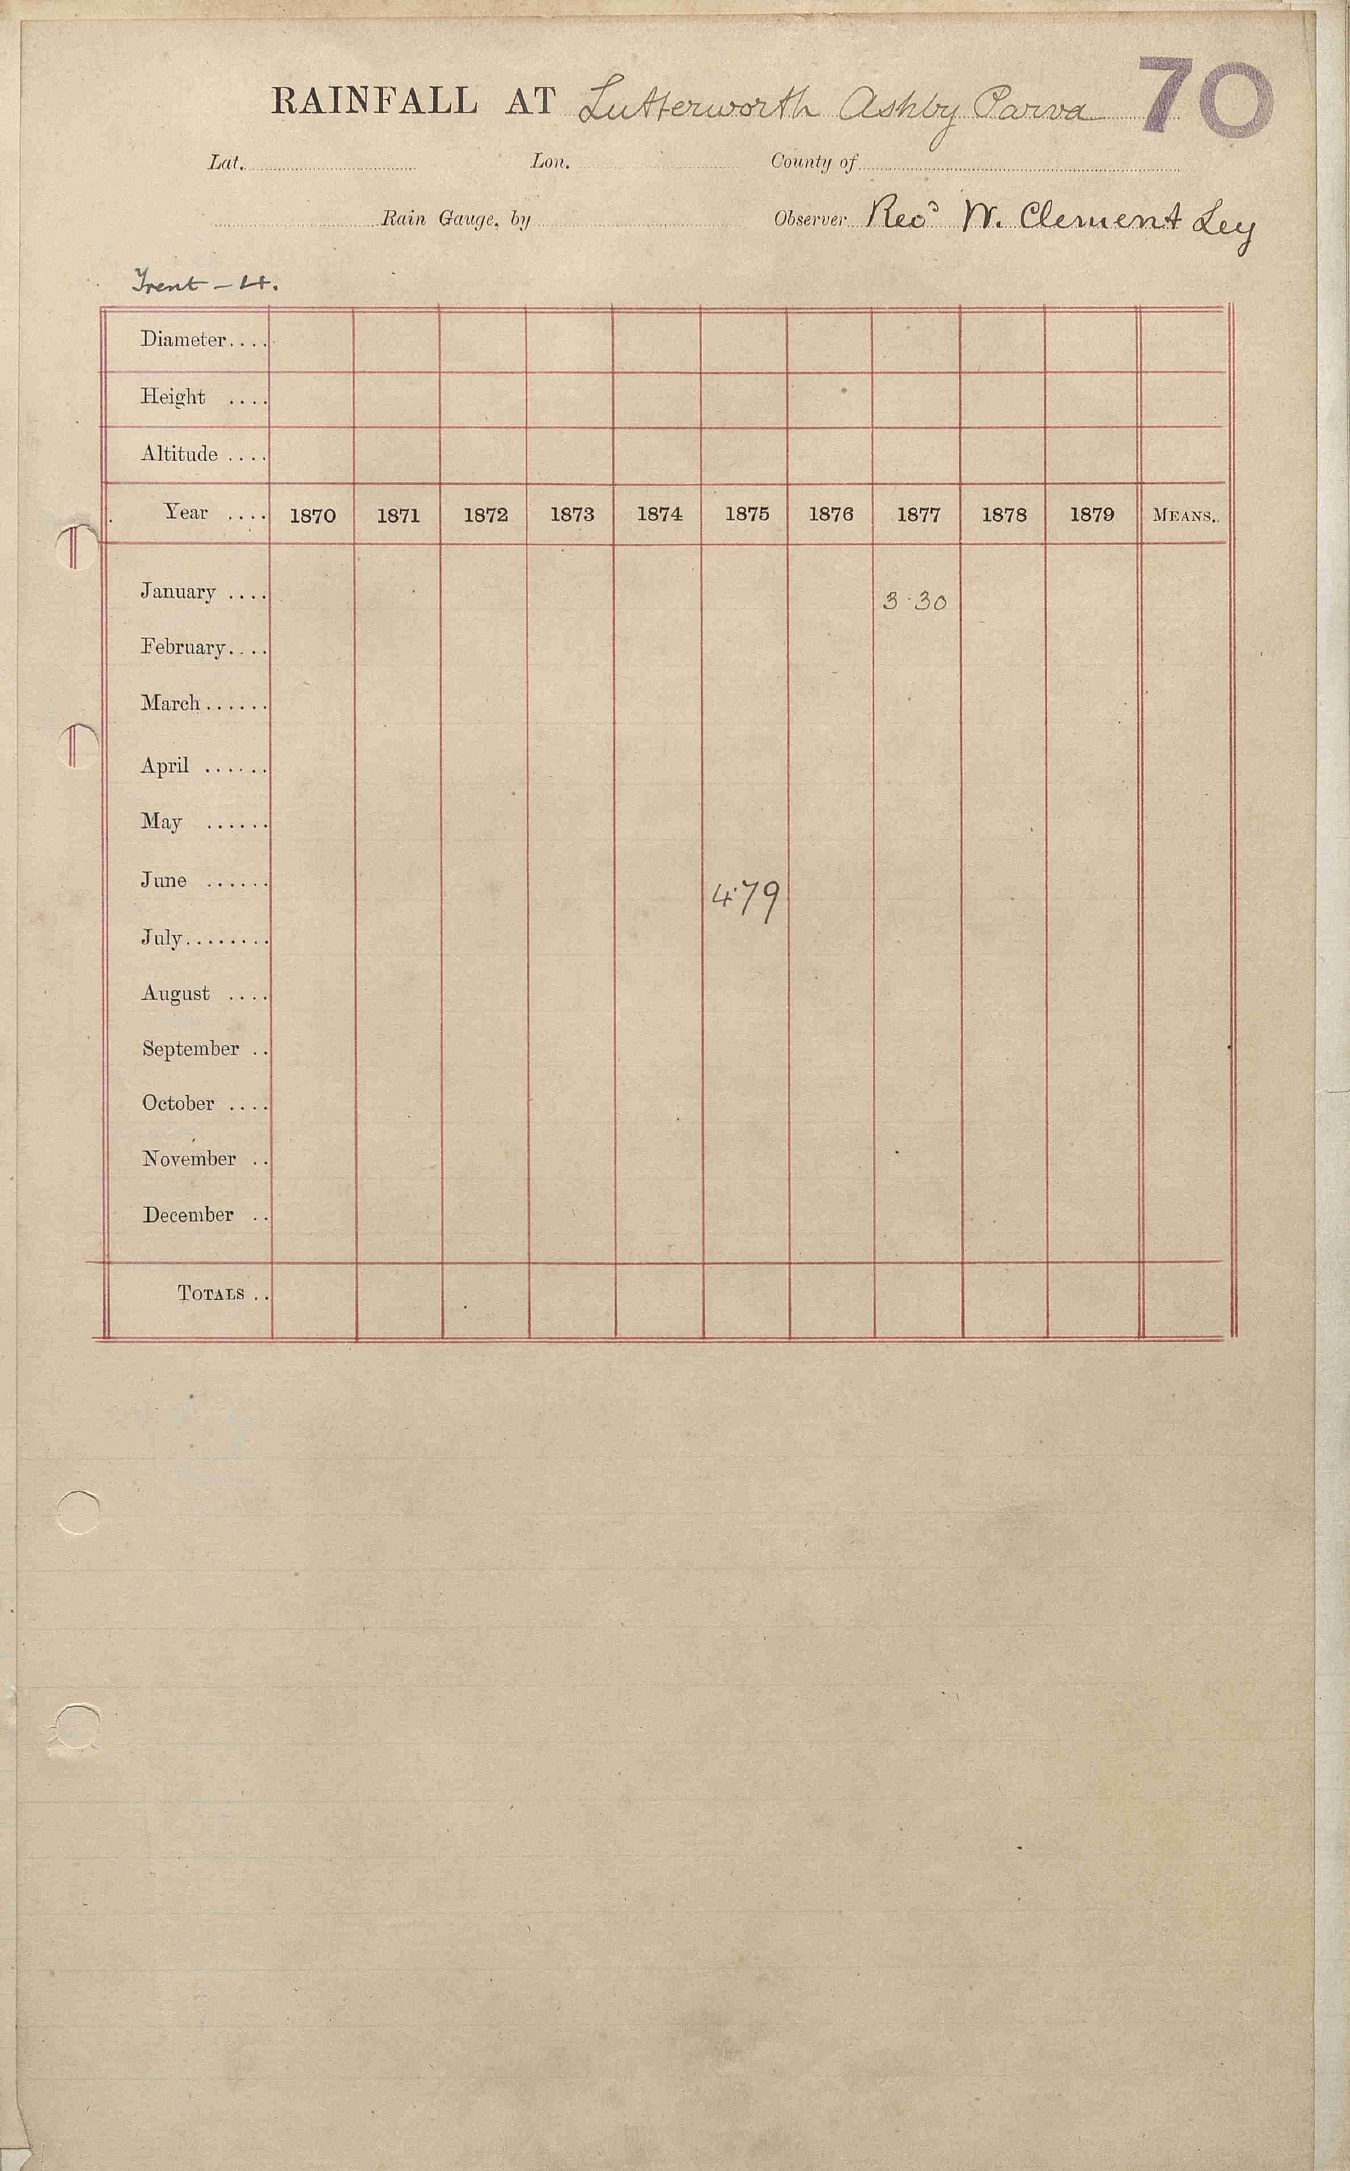 RAINFALL AT Lutterworth Ashby Parva 70
Lat. Lon. County of
Rain Gauge, by Observer Revd W. Clement Ley
Trent - 4.
Diameter....
Height ....
Altitude ....
Year .... 1870 1871 1872 1873 1874 1875 1876 1877 1878 1879 MEANS.
January .... 3.30
February....
March......
April ......
May ......
June ...... 4.79
July........
August ....
September ..
October ....
November ..
December ..
TOTALS ..